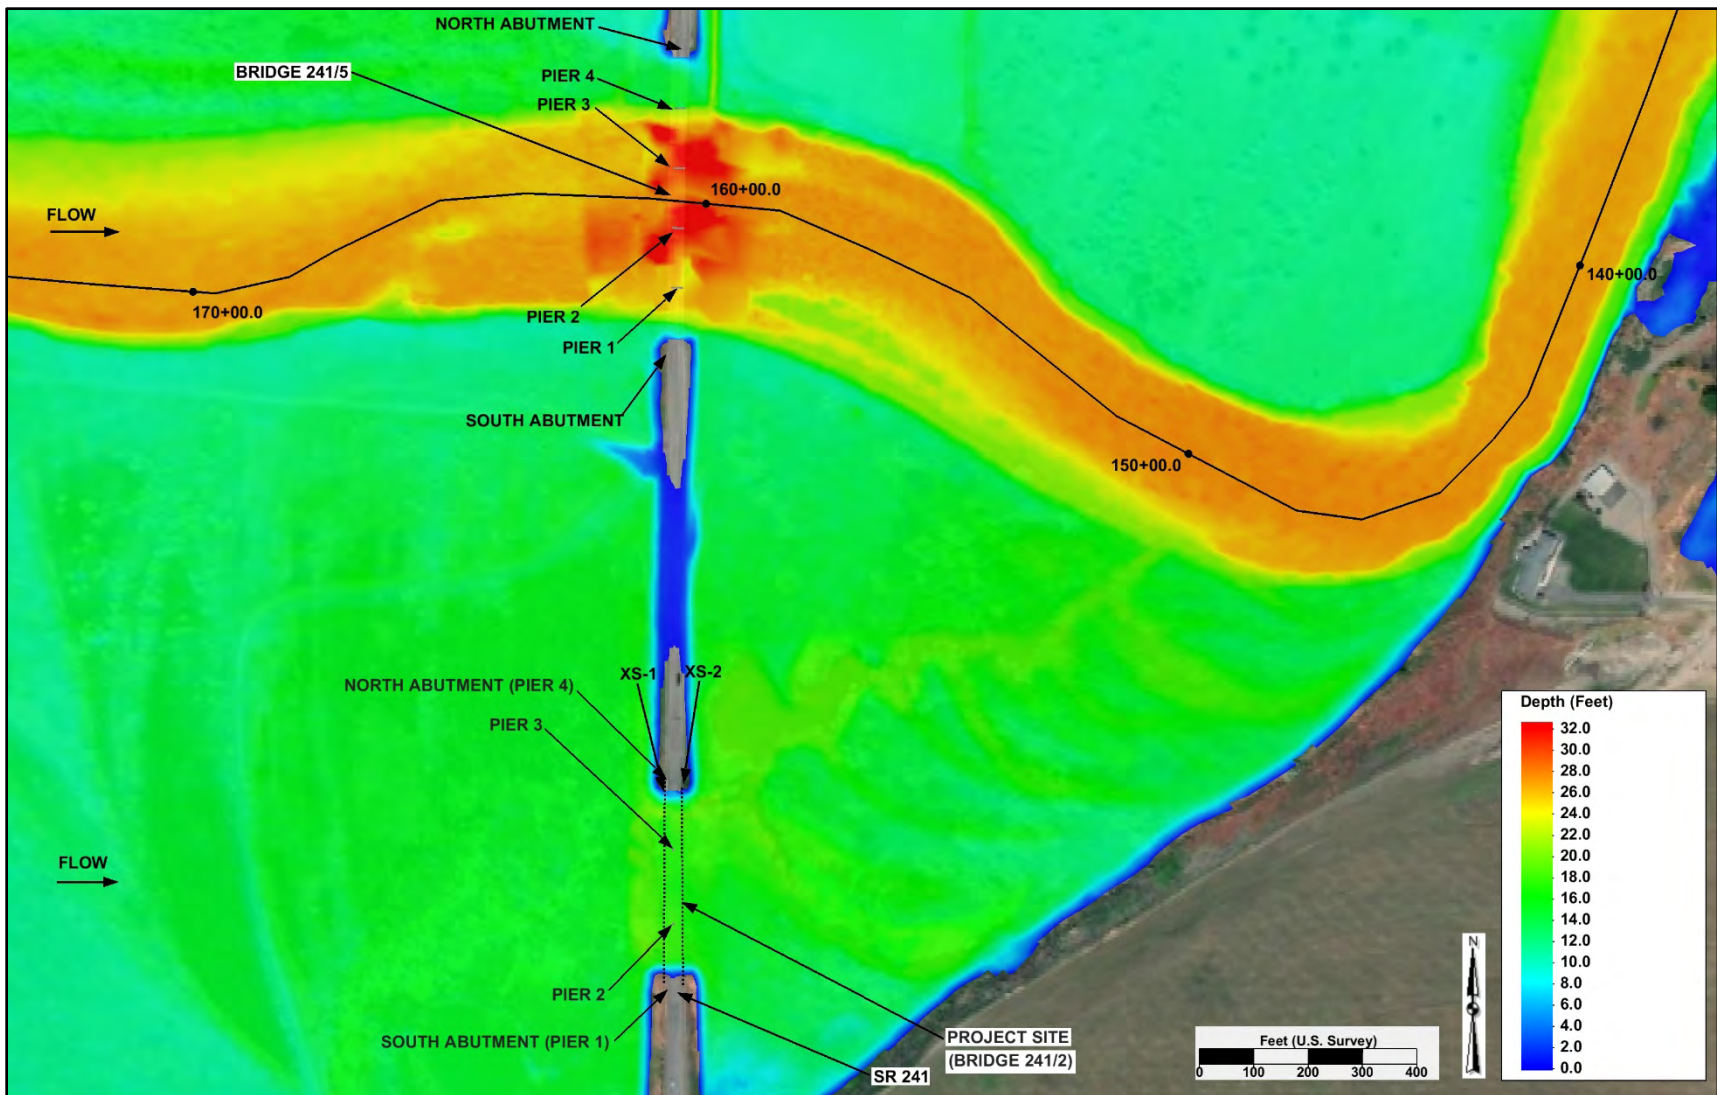 NORTH ABUTMENT
BRIDGE 241/5
PIER 4
PIER 3
160+00.0
FLOW
140+00.0
170+00.0
PIER 2
PIER 1
SOUTH ABUTMENT
150+00.0
XS-1
XS-2
NORTH ABUTMENT (PIER 4)
PIER 3
Depth (Feet)
32.0
30.0
28.0
26.0
24.0
22.0
20.0
18.0
16.0
14.0
12.0
10.0
8.0
6.0
4.0
2.0
0.0
FLOW
N
PIER 2
SOUTH ABUTMENT (PIER 1)
PROJECT SITE
(BRIDGE 241/2)
SR 241
Feet (U.S. Survey)
0 100 200 300 400